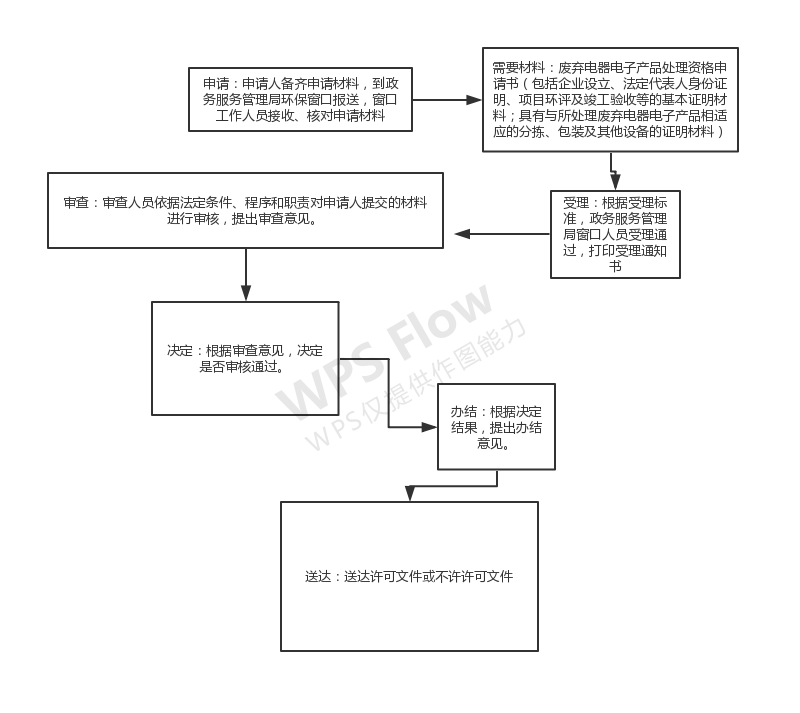 申请：申请人备齐申请材料，到政
务服务管理局环保窗口报送，窗口
工作人员接收、核对申请材料
需要材料：废弃电器电子产品处理资格申
请书（包括企业设立、法定代表人身份证
明、项目环评及竣工验收等的基本证明材
料；具有与所处理废弃电器电子产品相适
应的分拣、包装及其他设备的证明材料）
受理：根据受理标
准，政务服务管理
局窗口人员受理通
过，打印受理通知
书
审查：审查人员依据法定条件、程序和职责对申请人提交的材料
进行审核，提出审查意见。
决定：根据审查意见，决定
是否审核通过。
办结：根据决定
结果，提出办结
意见。
送达：送达许可文件或不许许可文件
WPS Flow
WPS仅提供作图能力